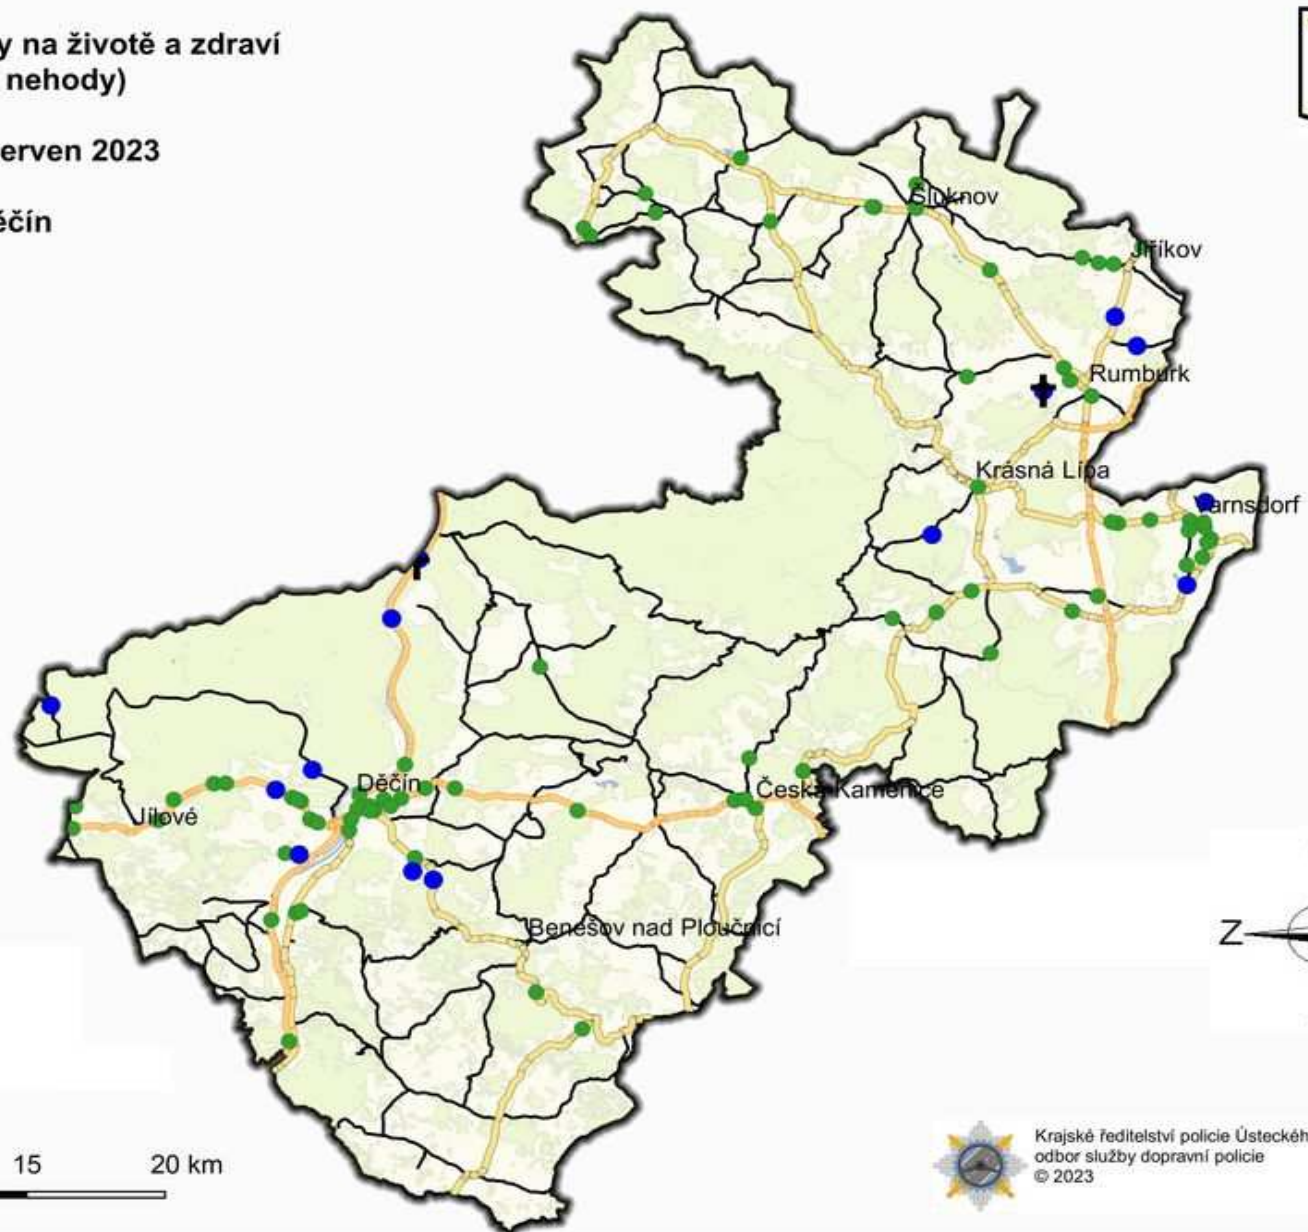 y na životě a zdraví
nehody)
erven 2023
ěčín
Šluknov
Jiříkov
Rumburk
Krásná Lípa
Varnsdorf
Děčín
Česká Kamenice
Jílové
Benešov nad Ploučnicí
Z
15 20 km
Krajské ředitelství policie Ústeckéh
odbor služby dopravní policie
© 2023